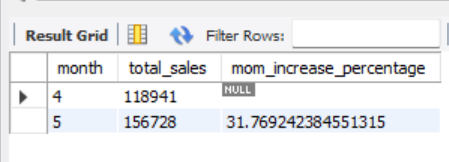 Result Grid Filter Rows:
month total_sales mom_increase_percentage
4 118941 NULL
5 156728 31.769242384551315